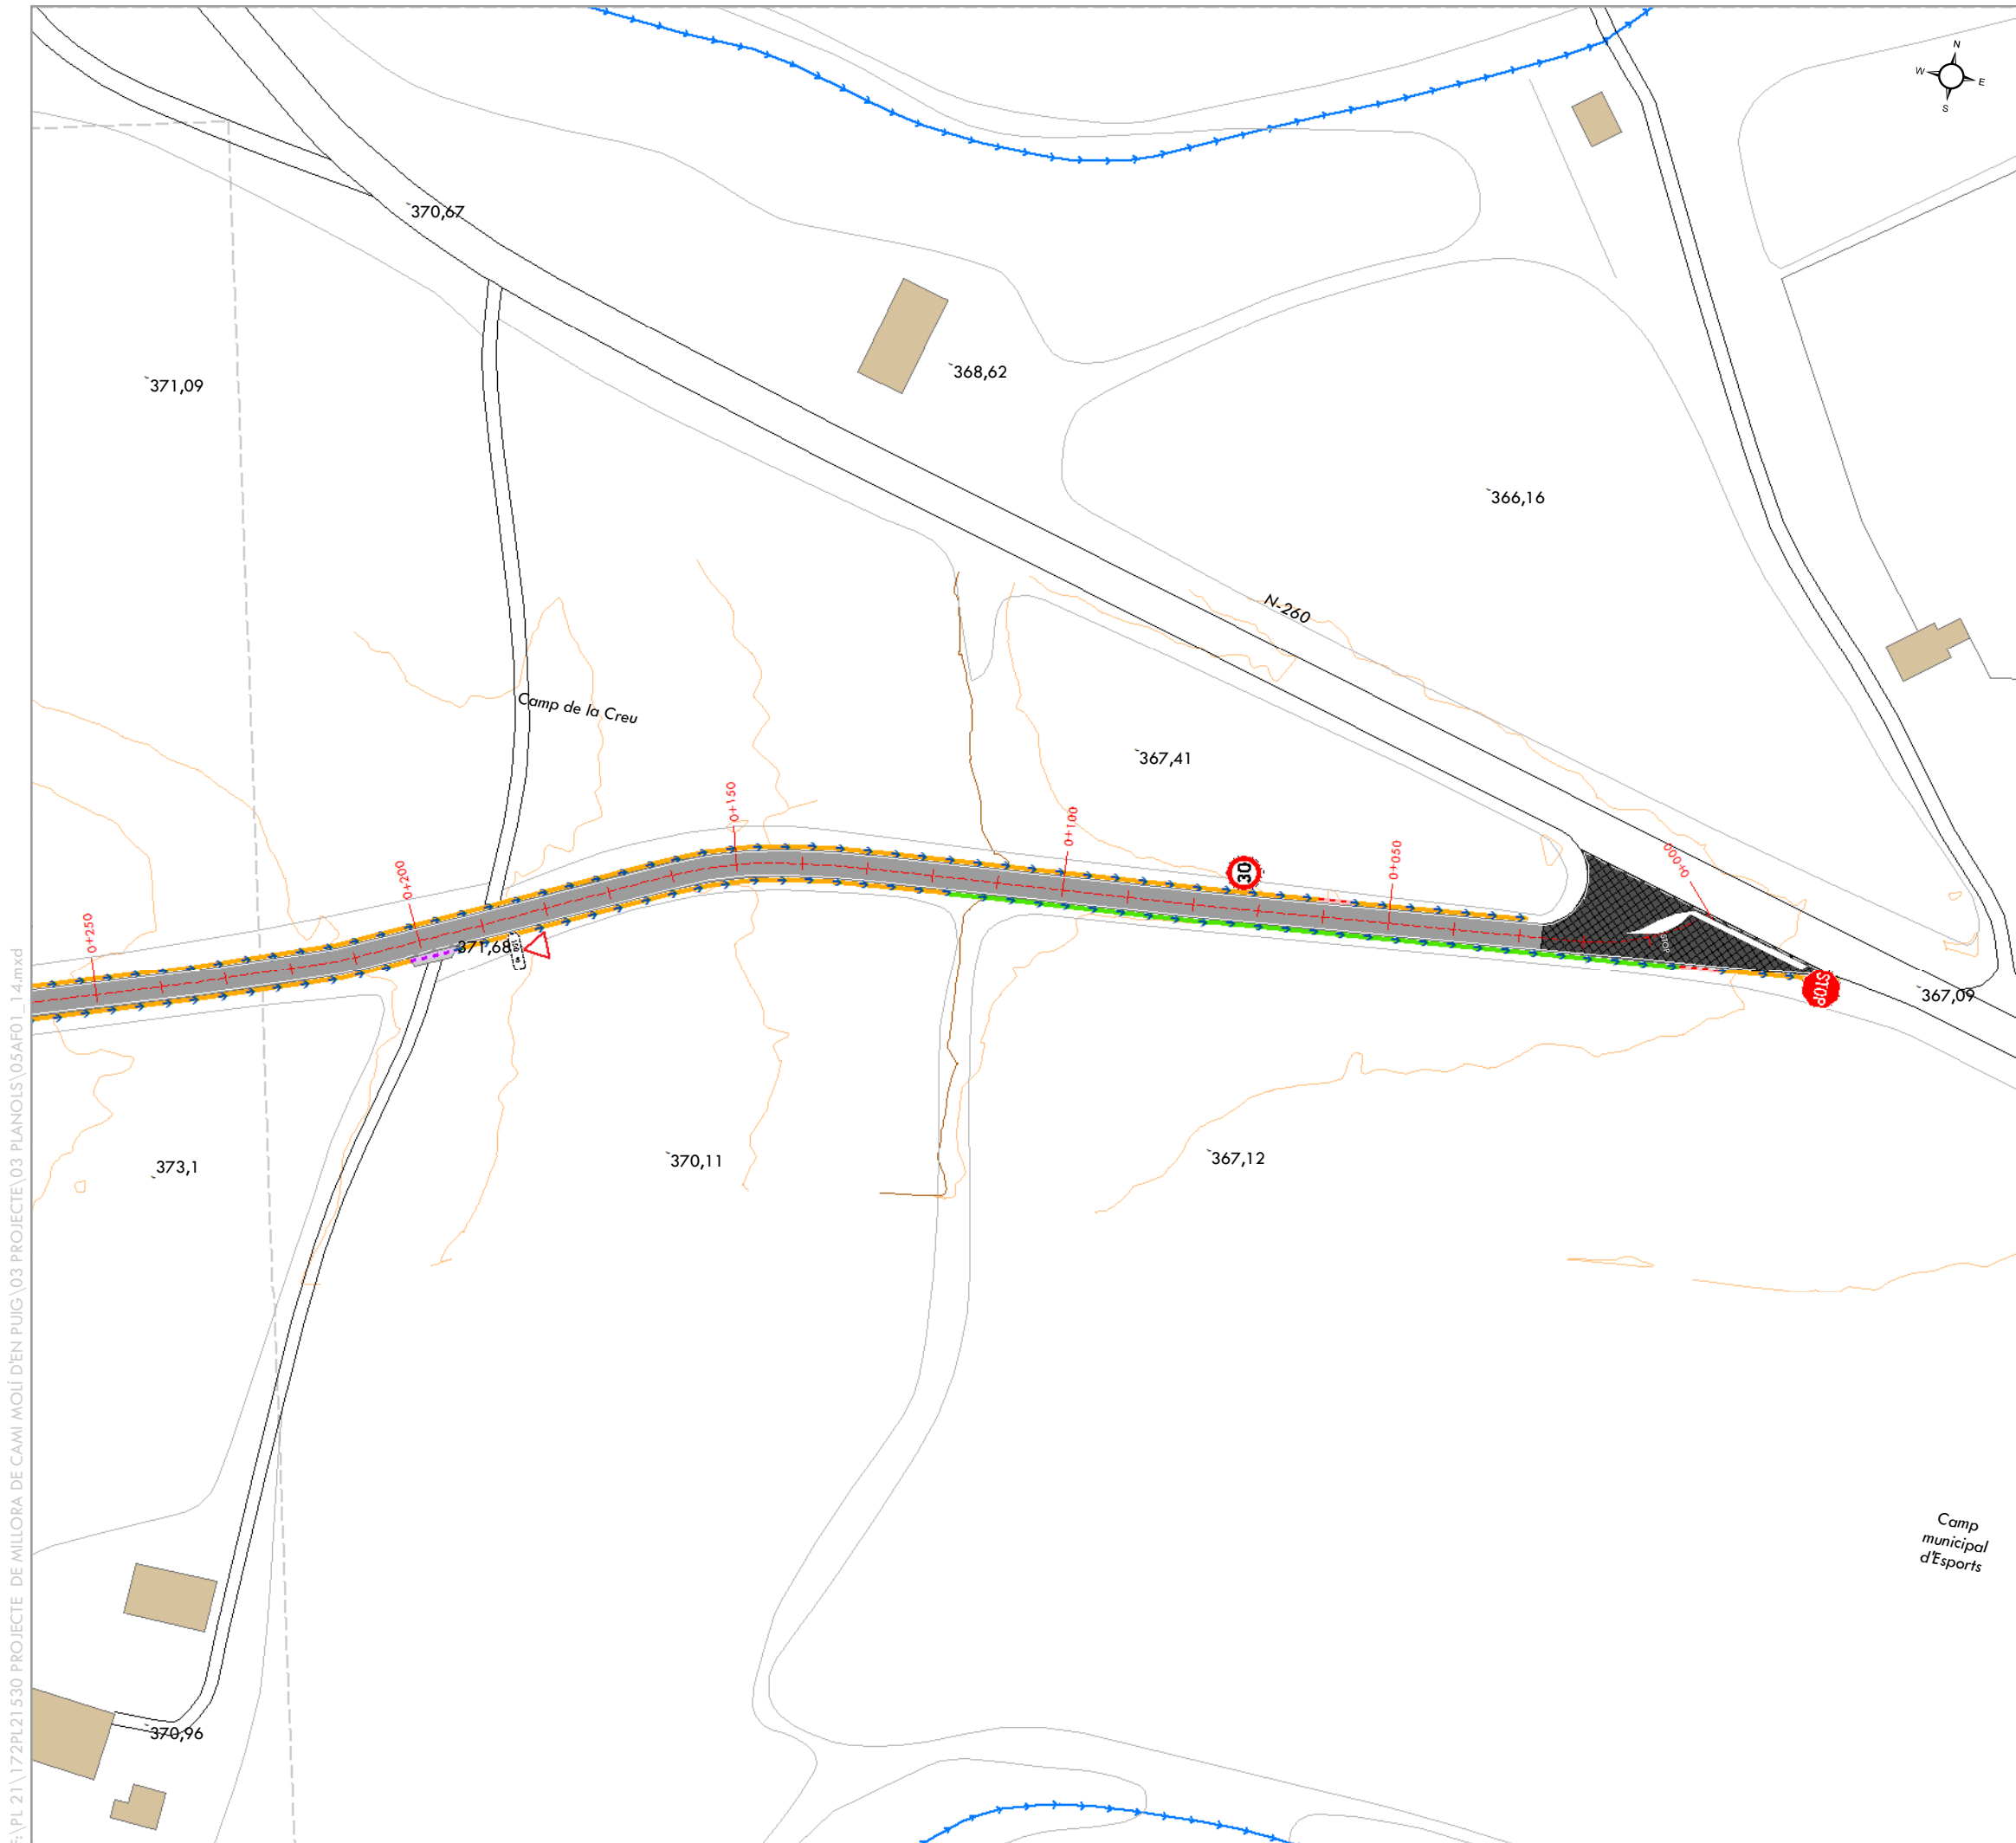 N
W
E
S
370,67
371,09
368,62
366,16
N-260
Camp de la Creu
367,41
0+150
0+100
0+050
0+000
0+200
0+250
30
371,68
STOP
STOP
367,09
373,1
370,11
367,12
Camp
municipal
d'Esports
370,96
F:\PL 21\172PL21530 PROJECTE DE MILLORA DE CAMI MOLÍ D'EN PUIG\03 PROJECTE\03 PLANOLS\05AF01_14.mxd